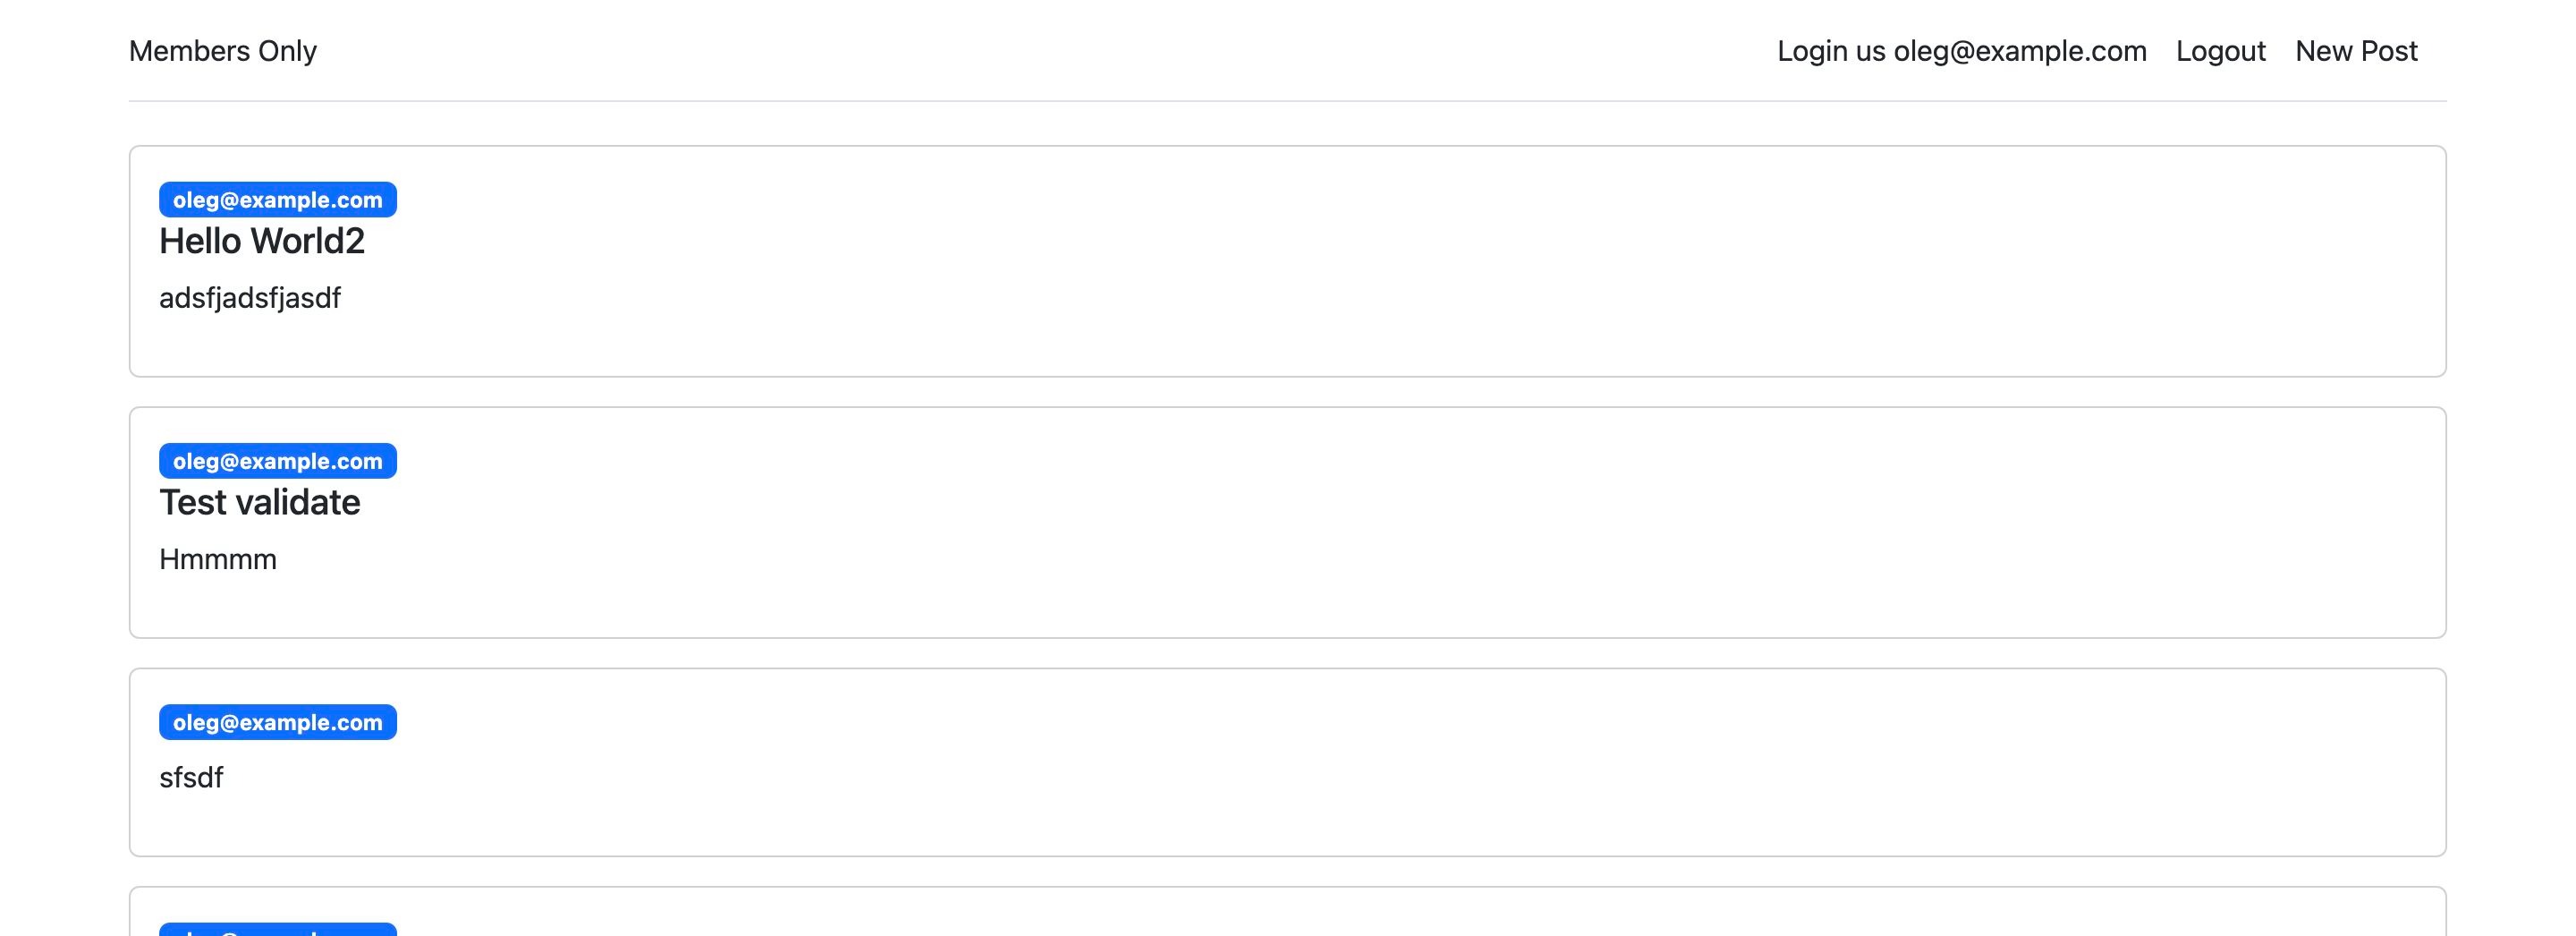 Members Only
Login us oleg@example.com Logout New Post
oleg@example.com
Hello World2
adsfjadsfjasdf
oleg@example.com
Test validate
Hmmmm
oleg@example.com
sfsdf